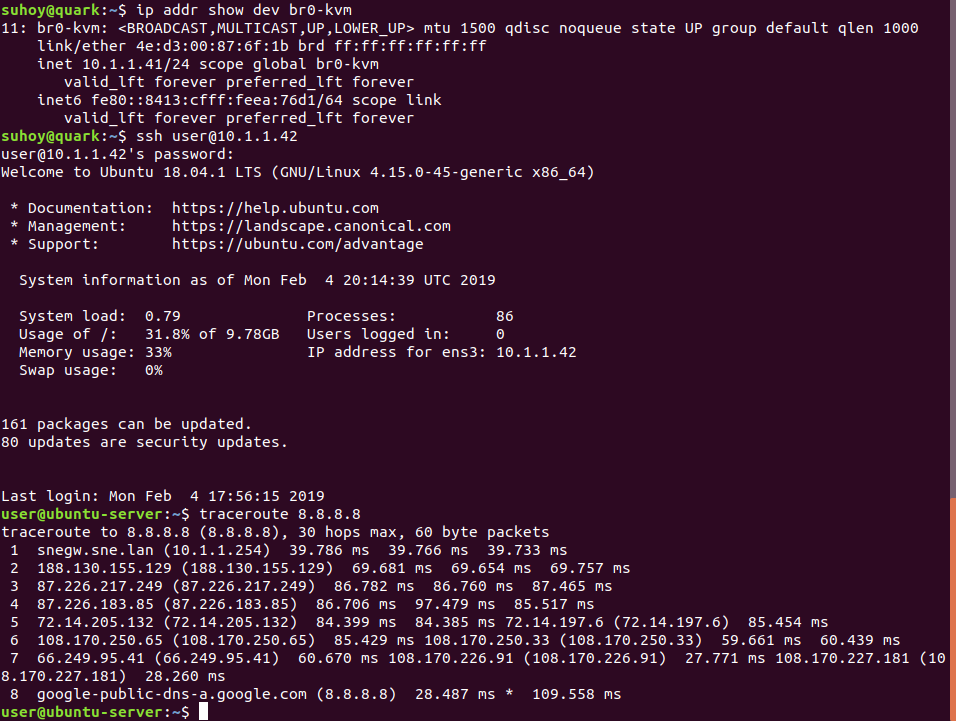 suhoy@quark:~$ ip addr show dev br0-kvm
11: br0-kvm: <BROADCAST,MULTICAST,UP,LOWER_UP> mtu 1500 qdisc noqueue state UP group default qlen 1000
    link/ether 4e:d3:00:87:6f:1b brd ff:ff:ff:ff:ff:ff
    inet 10.1.1.41/24 scope global br0-kvm
       valid_lft forever preferred_lft forever
    inet6 fe80::8413:cfff:feea:76d1/64 scope link
       valid_lft forever preferred_lft forever
suhoy@quark:~$ ssh user@10.1.1.42
user@10.1.1.42's password:
Welcome to Ubuntu 18.04.1 LTS (GNU/Linux 4.15.0-45-generic x86_64)

 * Documentation:  https://help.ubuntu.com
 * Management:     https://landscape.canonical.com
 * Support:        https://ubuntu.com/advantage

  System information as of Mon Feb  4 20:14:39 UTC 2019

  System load:  0.79              Processes:           86
  Usage of /:   31.8% of 9.78GB   Users logged in:     0
  Memory usage: 33%               IP address for ens3: 10.1.1.42
  Swap usage:   0%

161 packages can be updated.
80 updates are security updates.

Last login: Mon Feb  4 17:56:15 2019
user@ubuntu-server:~$ traceroute 8.8.8.8
traceroute to 8.8.8.8 (8.8.8.8), 30 hops max, 60 byte packets
 1  snegw.sne.lan (10.1.1.254)  39.786 ms  39.766 ms  39.733 ms
 2  188.130.155.129 (188.130.155.129)  69.681 ms  69.654 ms  69.757 ms
 3  87.226.217.249 (87.226.217.249)  86.782 ms  86.760 ms  87.465 ms
 4  87.226.183.85 (87.226.183.85)  86.706 ms  97.479 ms  85.517 ms
 5  72.14.205.132 (72.14.205.132)  84.399 ms  84.385 ms 72.14.197.6 (72.14.197.6)  85.454 ms
 6  108.170.250.65 (108.170.250.65)  85.429 ms 108.170.250.33 (108.170.250.33)  59.661 ms  60.439 ms
 7  66.249.95.41 (66.249.95.41)  60.670 ms 108.170.226.91 (108.170.226.91)  27.771 ms 108.170.227.181 (10
8.170.227.181)  28.260 ms
 8  google-public-dns-a.google.com (8.8.8.8)  28.487 ms *  109.558 ms
user@ubuntu-server:~$